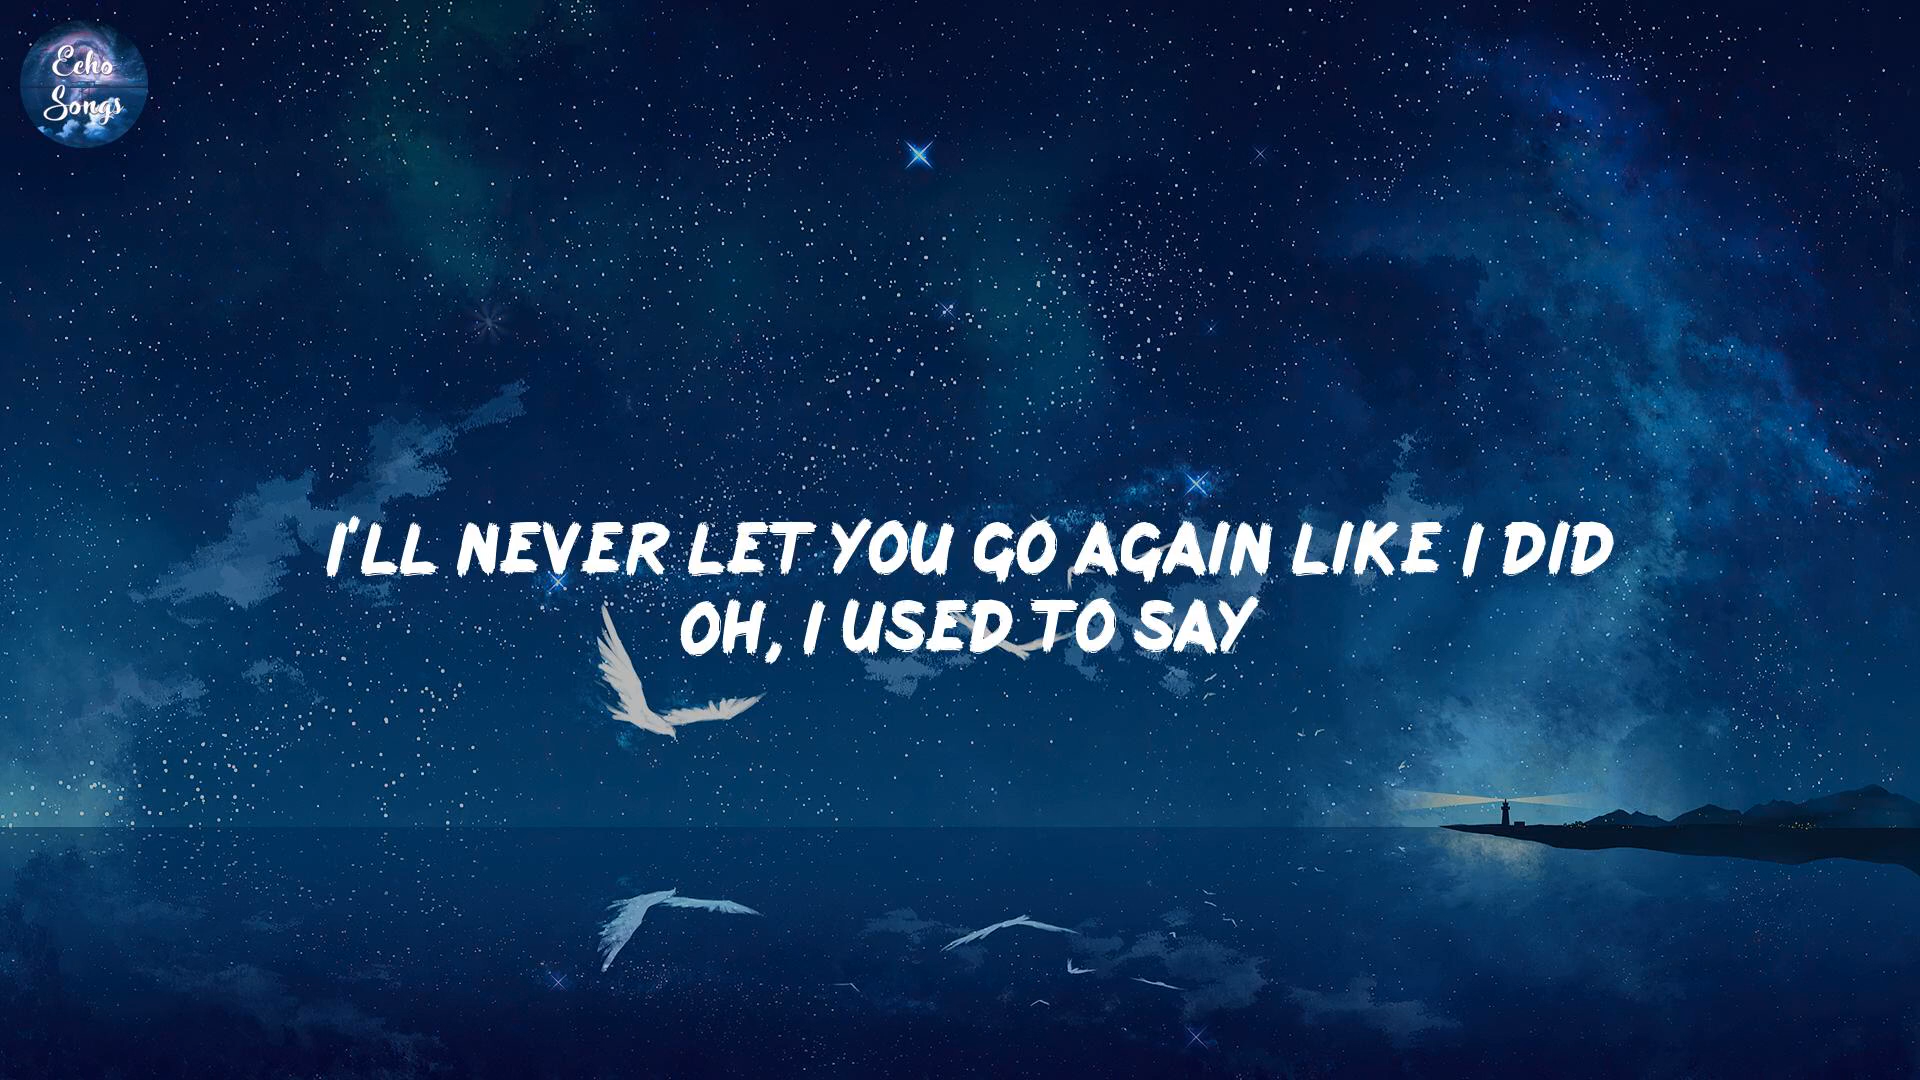 Echo
Songs
I'LL NEVER LET YOU GO AGAIN LIKE I DID
OH, I USED TO SAY